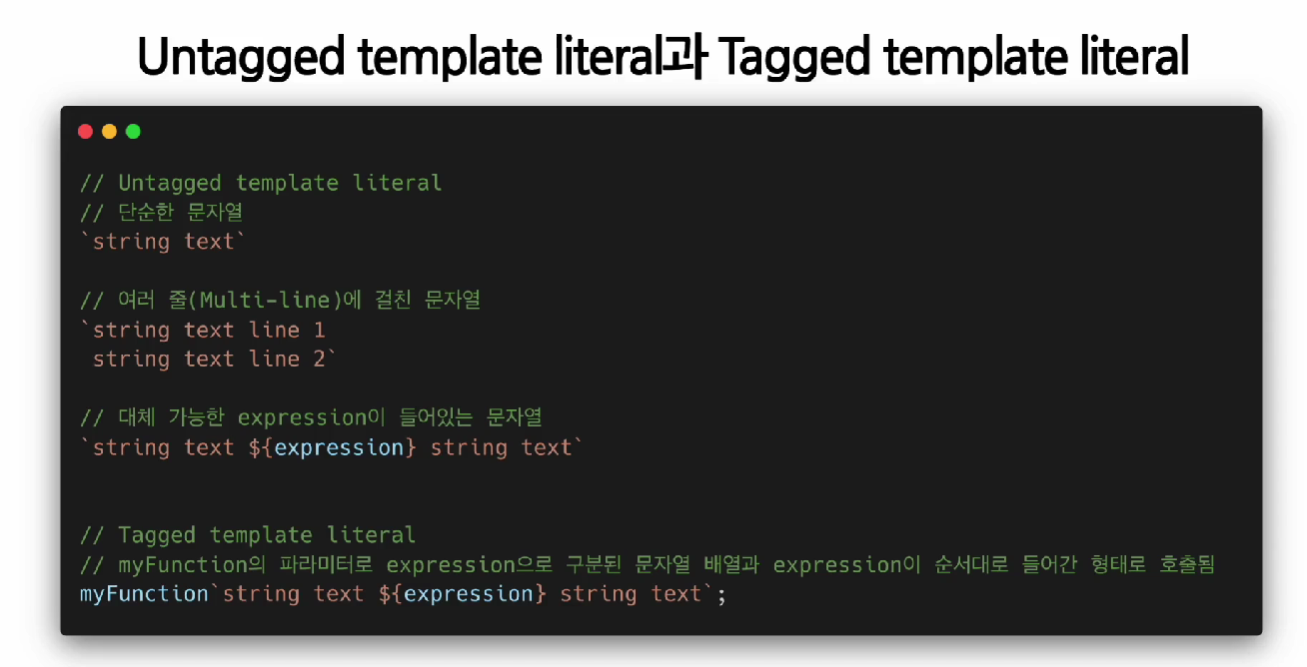 Untagged template literal과 Tagged template literal
// Untagged template literal
// 단순한 문자열
`string text`
// 여러 줄(Multi-line)에 걸친 문자열
`string text line 1
 string text line 2`
// 대체 가능한 expression이 들어있는 문자열
`string text ${expression} string text`
// Tagged template literal
// myFunction의 파라미터로 expression으로 구분된 문자열 배열과 expression이 순서대로 들어간 형태로 호출됨
myFunction`string text ${expression} string text`;